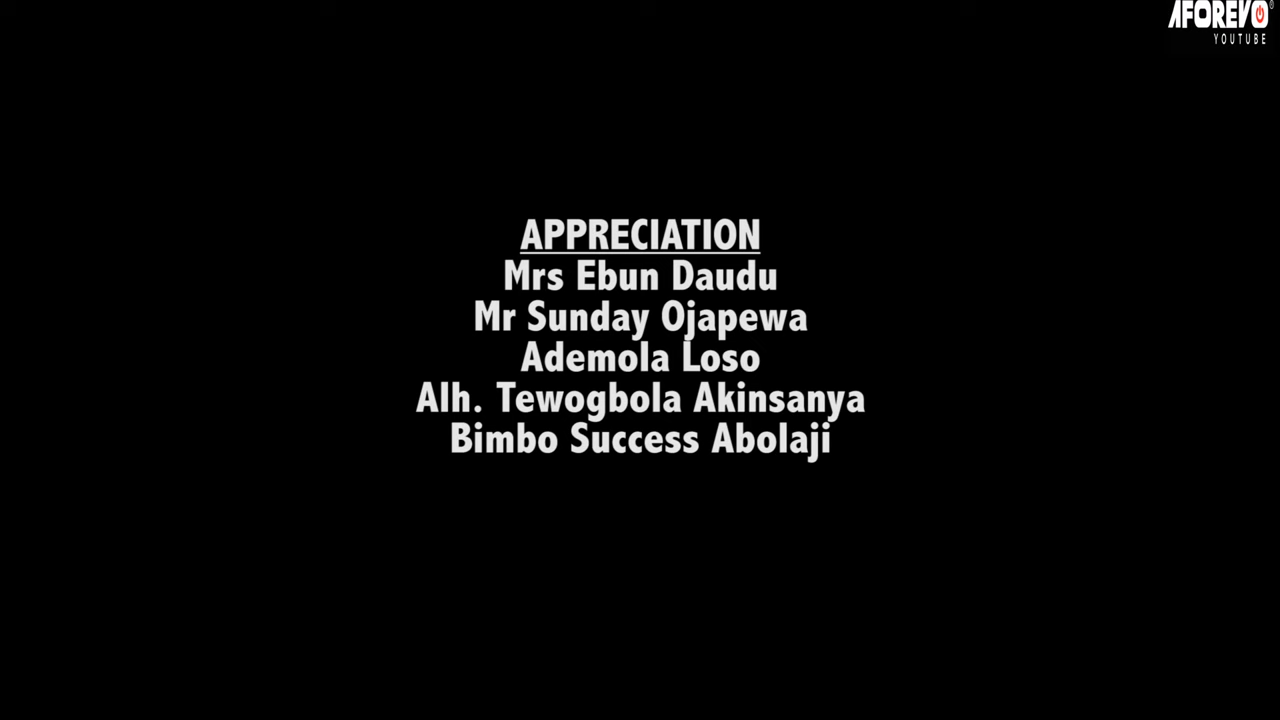 AFOREVO
YOUTUBE
APPRECIATION
Mrs Ebun Daudu
Mr Sunday Ojapewa
Ademola Loso
Alh. Tewogbola Akinsanya
Bimbo Success Abolaji